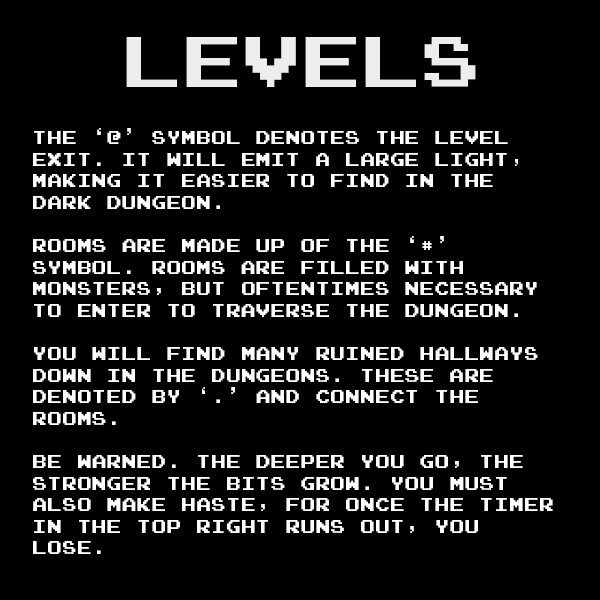 LEVELS
THE ‘@’ SYMBOL DENOTES THE LEVEL
EXIT. IT WILL EMIT A LARGE LIGHT,
MAKING IT EASIER TO FIND IN THE
DARK DUNGEON.
ROOMS ARE MADE UP OF THE ‘#’
SYMBOL. ROOMS ARE FILLED WITH
MONSTERS, BUT OFTENTIMES NECESSARY
TO ENTER TO TRAVERSE THE DUNGEON.
YOU WILL FIND MANY RUINED HALLWAYS
DOWN IN THE DUNGEONS. THESE ARE
DENOTED BY ‘.’ AND CONNECT THE
ROOMS.
BE WARNED. THE DEEPER YOU GO, THE
STRONGER THE BITS GROW. YOU MUST
ALSO MAKE HASTE, FOR ONCE THE TIMER
IN THE TOP RIGHT RUNS OUT, YOU
LOSE.